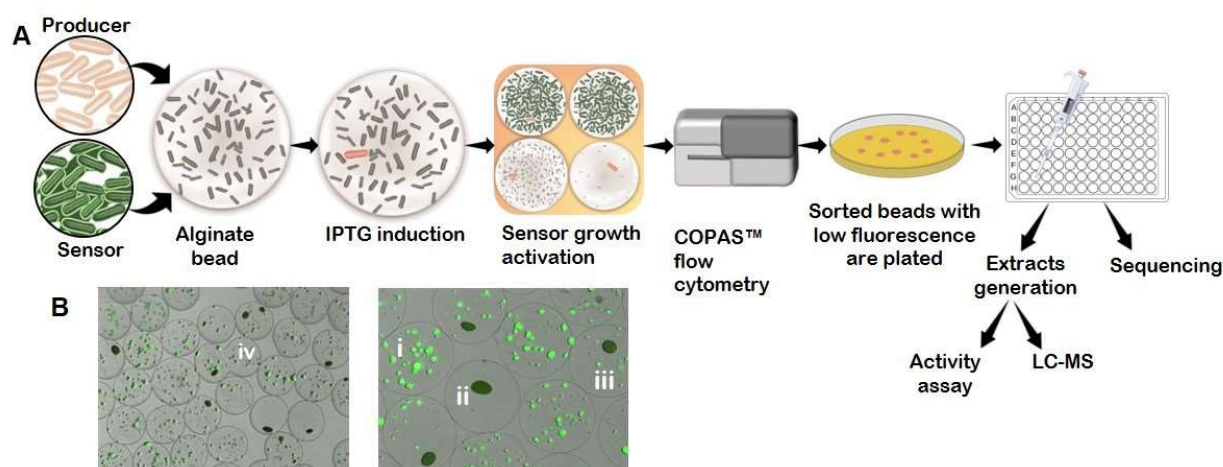 A
Producer
Sensor
Alginate
bead
IPTG induction
Sensor growth
activation
COPAS™
flow
cytometry
Sorted beads with
low fluorescence
are plated
A
B
C
D
E
F
G
H
Extracts
generation
Sequencing
Activity
assay
LC-MS
B
iv
i
ii
iii